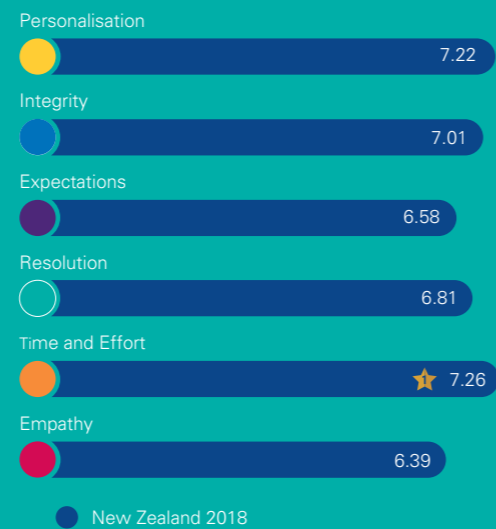 Personalisation
7.22
Integrity
7.01
Expectations
6.58
Resolution
6.81
Time and Effort
1 7.26
Empathy
6.39
New Zealand 2018